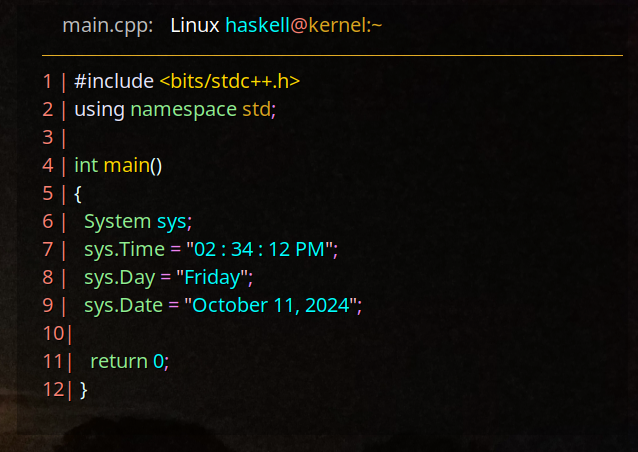 main.cpp: Linux haskell@kernel:~
1 | #include <bits/stdc++.h>
2 | using namespace std;
3 |
4 | int main()
5 | {
6 | System sys;
7 | sys.Time = "02 : 34 : 12 PM";
8 | sys.Day = "Friday";
9 | sys.Date = "October 11, 2024";
10|
11| return 0;
12| }